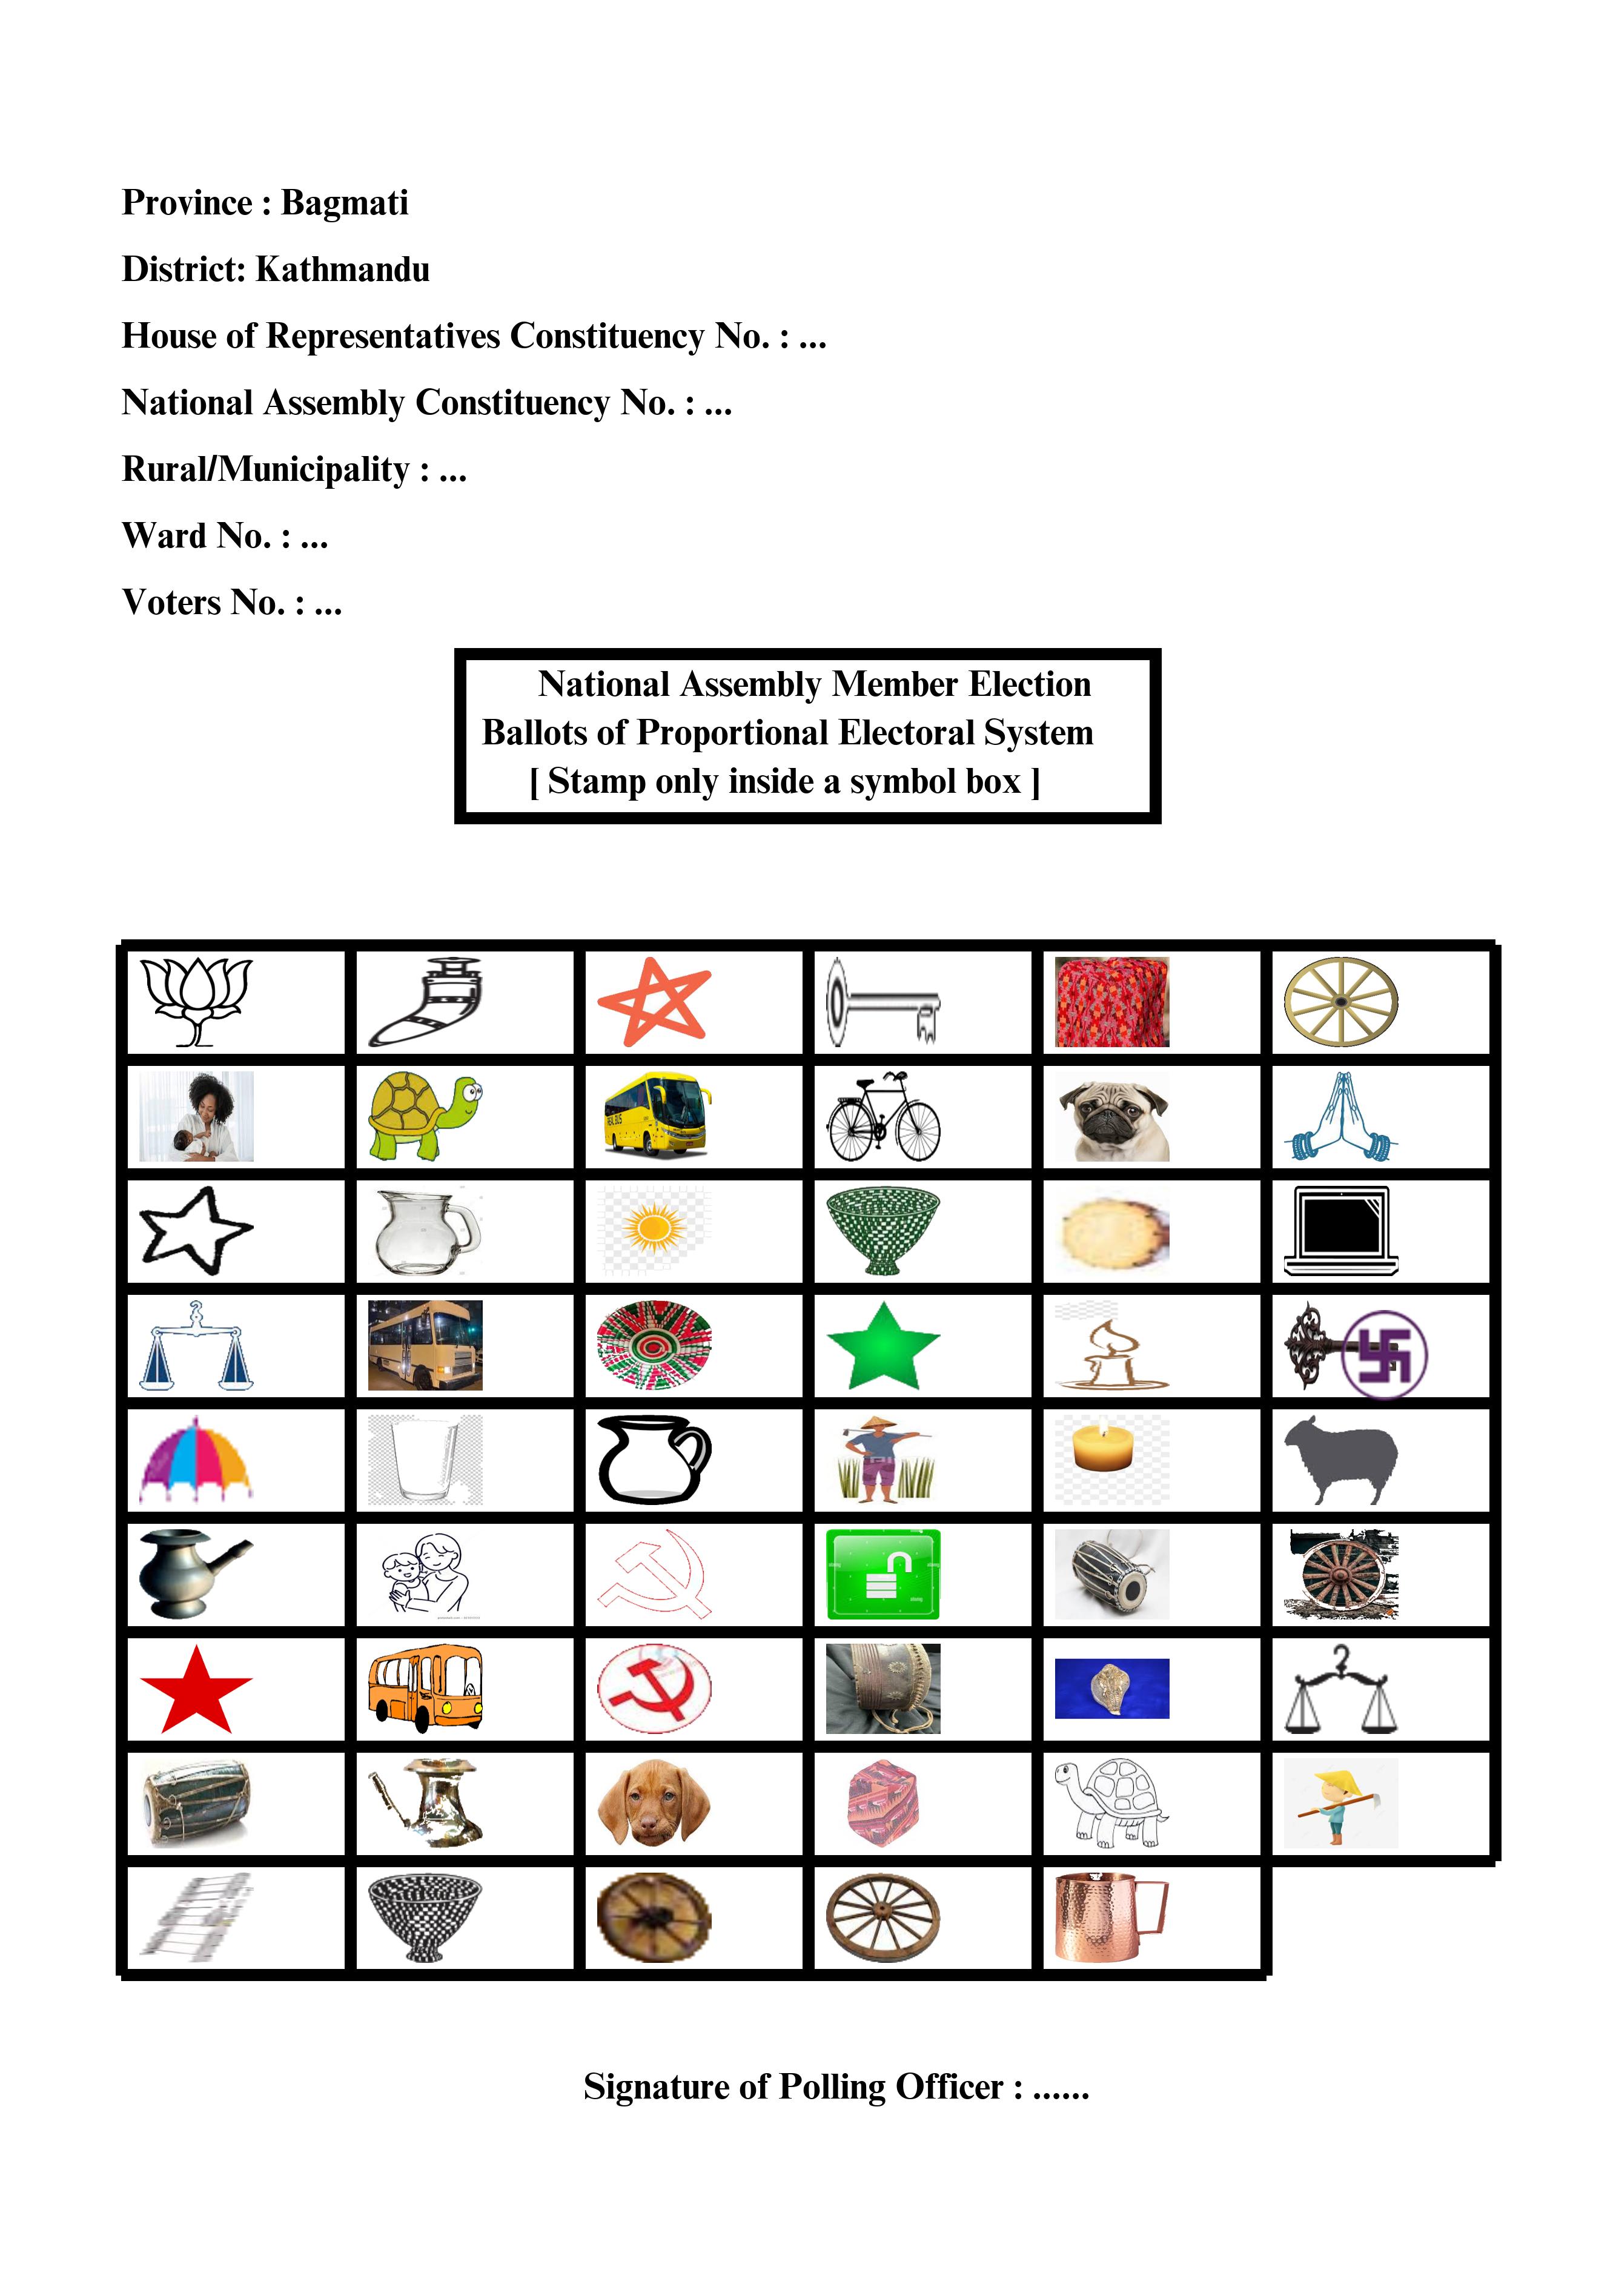 Province : Bagmati
District: Kathmandu
House of Representatives Constituency No. : ...
National Assembly Constituency No. : ...
Rural/Municipality : ...
Ward No. : ...
Voters No. : ...
National Assembly Member Election
Ballots of Proportional Electoral System
[ Stamp only inside a symbol box ]
Signature of Polling Officer : ......